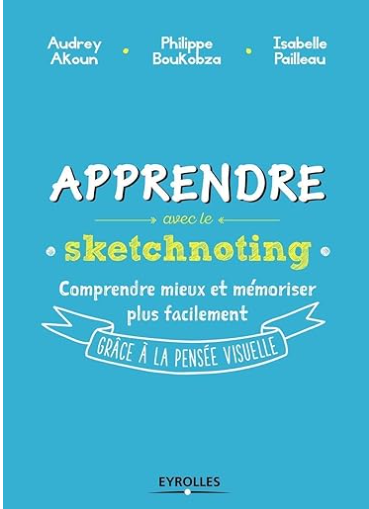 Audrey Akoun • Philippe Boukobza • Isabelle Pailleau
APPRENDRE
avec le
sketchnoting
Comprendre mieux et mémoriser
plus facilement
GRÂCE À LA PENSÉE VISUELLE
EYROLLES